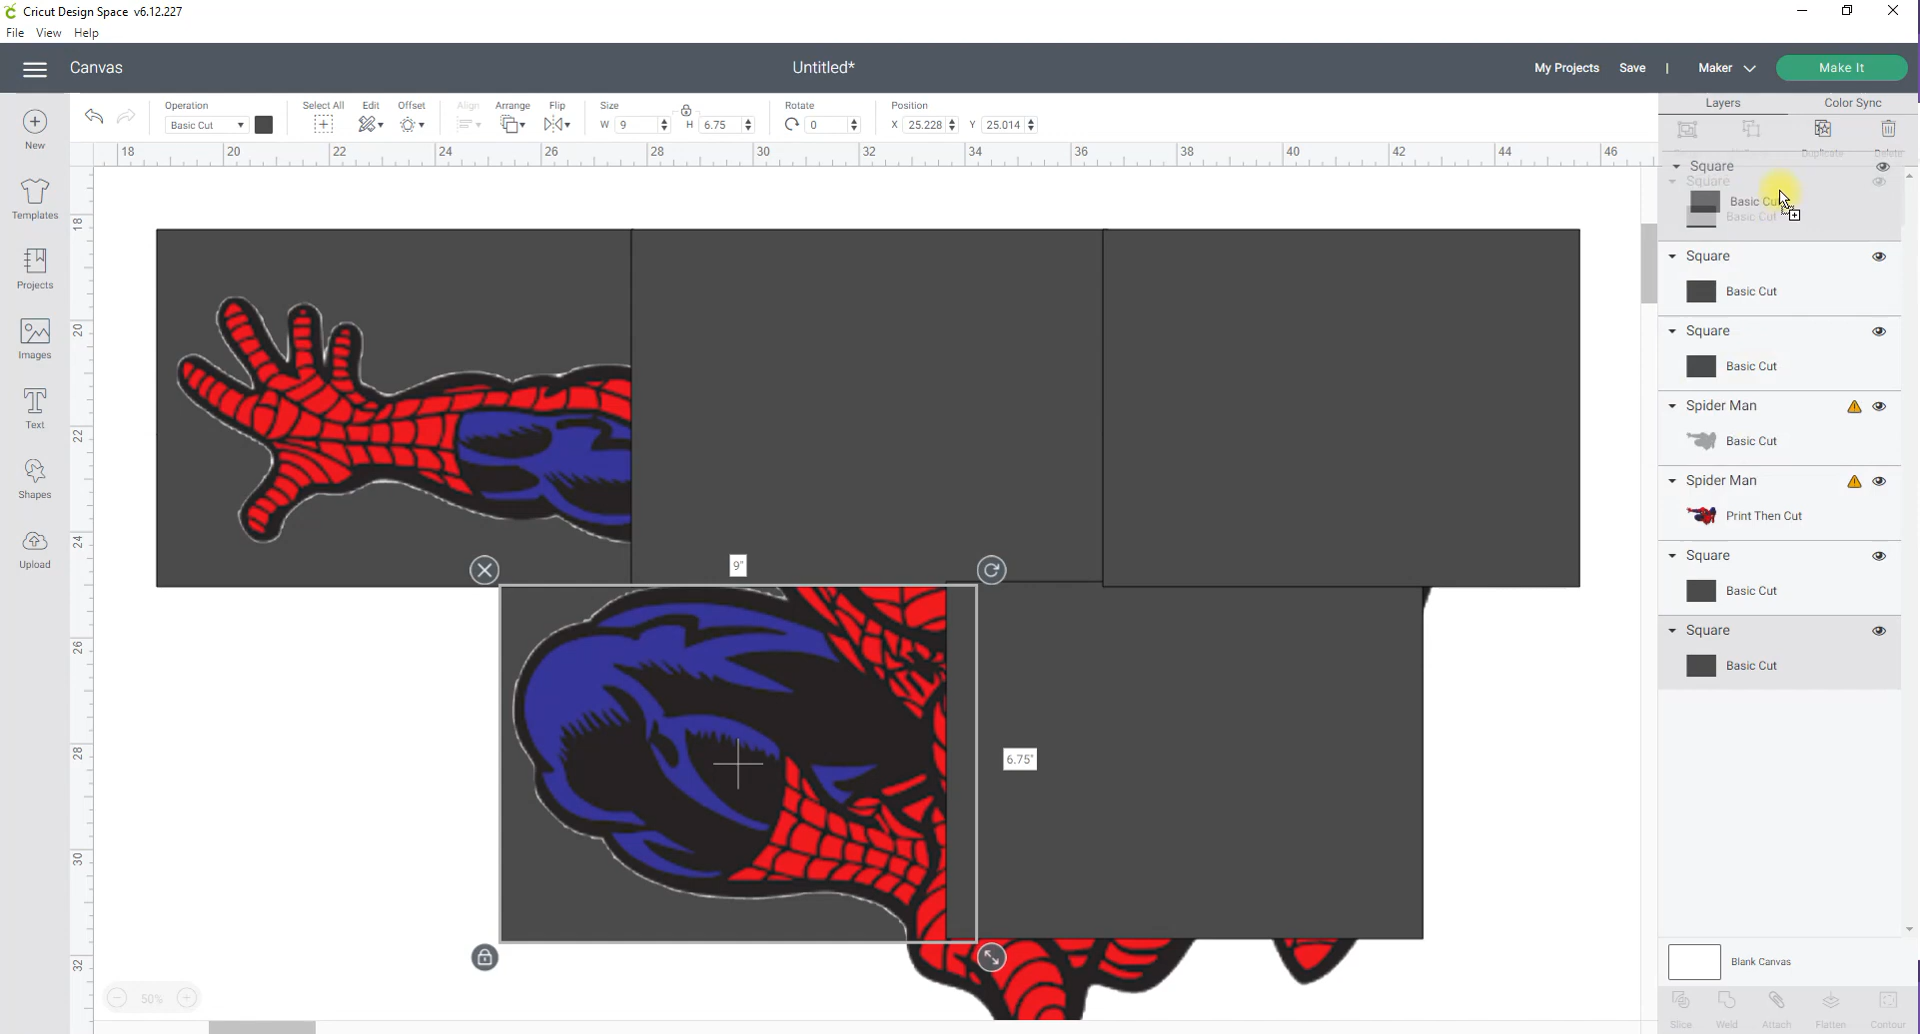 Cricut Design Space v6.12.227
File View Help
Canvas
Untitled*
My Projects Save | Maker Make It
Operation
Basic Cut
Select All Edit Offset Align Arrange Flip
Size
W 9 H 6.75
Rotate
0
Position
X 25.228 Y 25.014
Layers Color Sync
Duplicate Delete
18 20 22 24 26 28 30 32 34 36 38 40 42 44 46
New
Templates
Projects
Images
Text
Shapes
Upload
18
20
22
24
26
28
30
32
9"
6.75"
50%
Square
Square
Basic Cu
Basic Cut
Square
Basic Cut
Square
Basic Cut
Spider Man
Basic Cut
Spider Man
Print Then Cut
Square
Basic Cut
Square
Basic Cut
Blank Canvas
Slice Weld Attach Flatten Contour